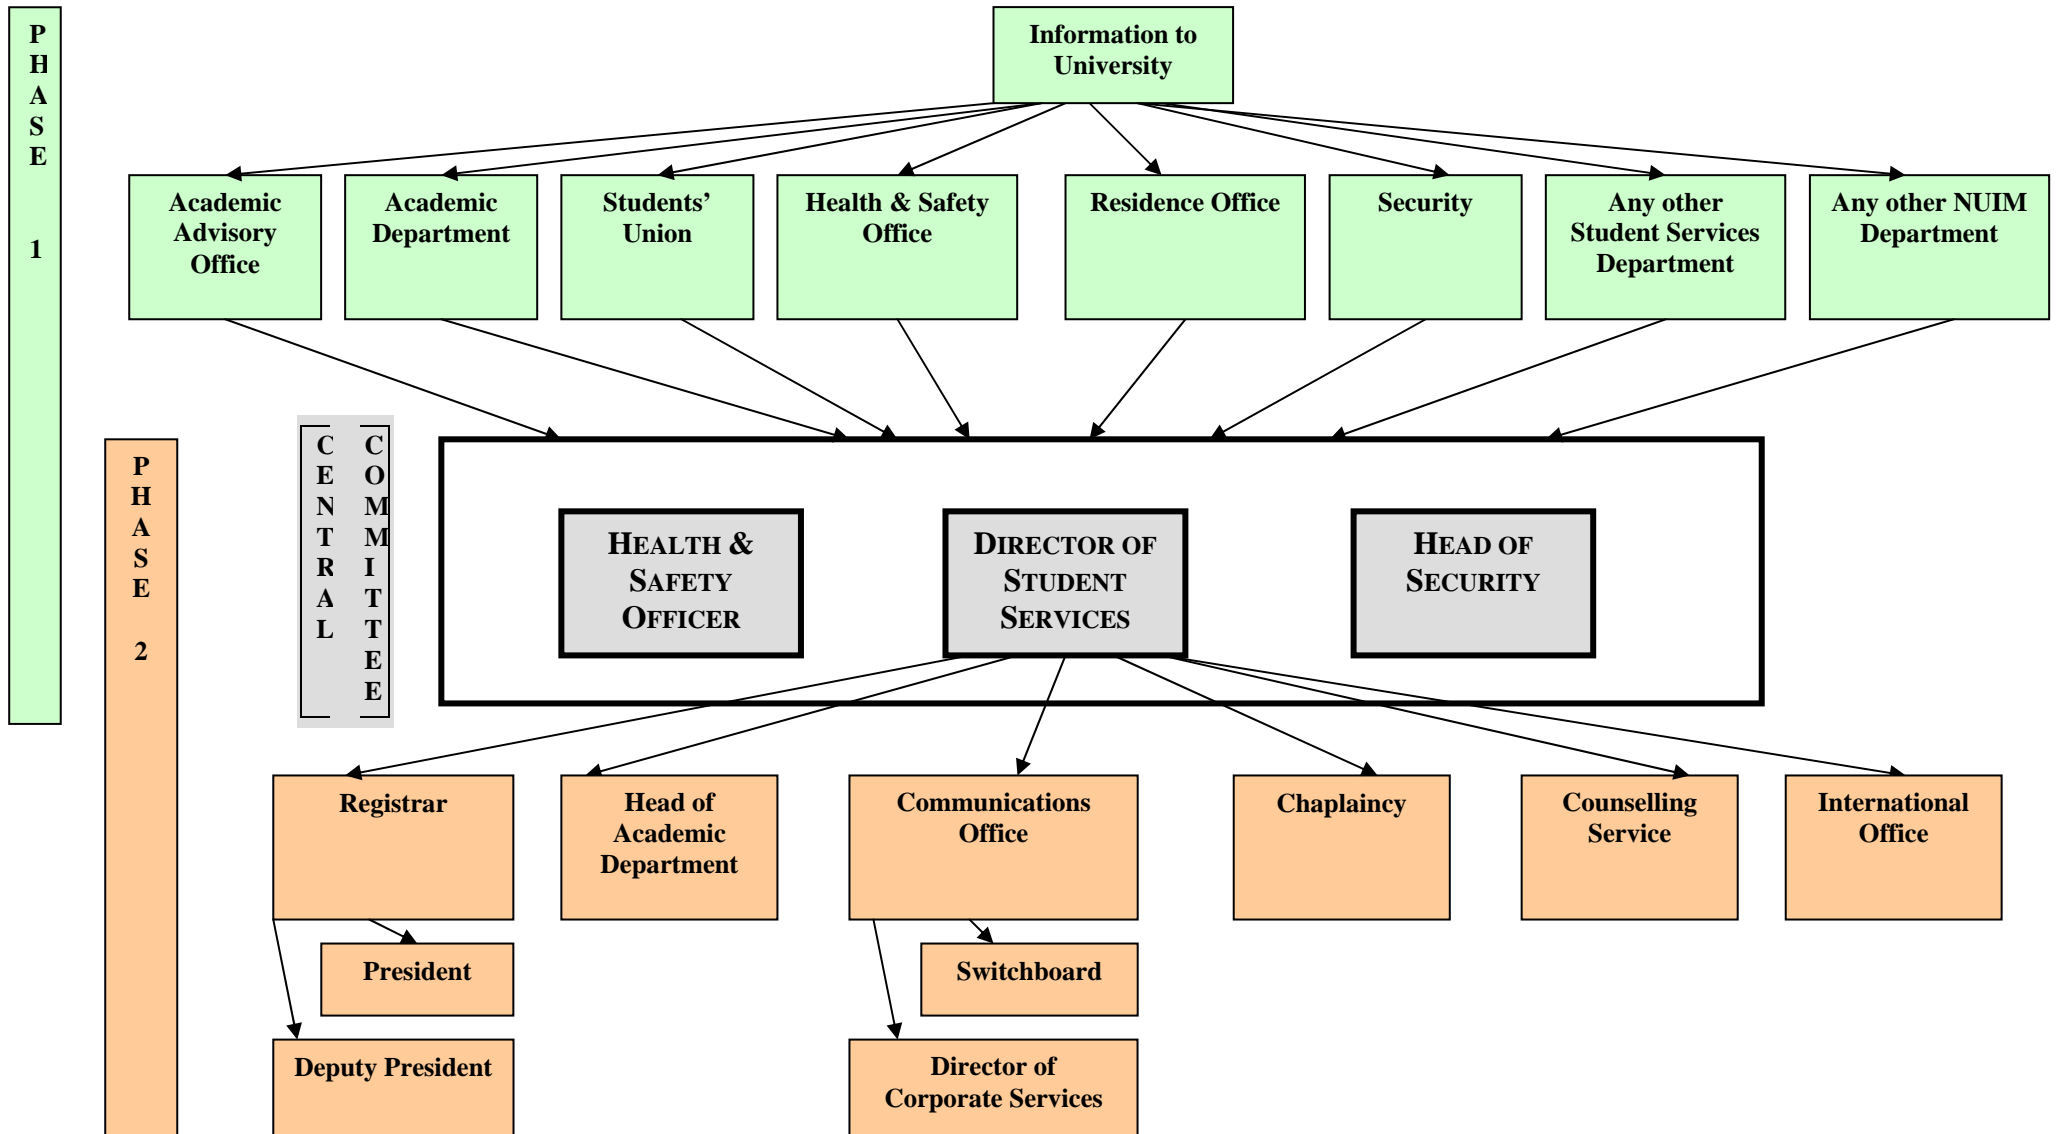 PHASE 1
Information to
University
Academic
Advisory
Office
Academic
Department
Students’
Union
Health & Safety
Office
Residence Office
Security
Any other
Student Services
Department
Any other NUIM
Department
PHASE 2
CENTRAL
COMMITTEE
HEALTH &
SAFETY
OFFICER
DIRECTOR OF
STUDENT
SERVICES
HEAD OF
SECURITY
Registrar
Head of
Academic
Department
Communications
Office
Chaplaincy
Counselling
Service
International
Office
President
Switchboard
Deputy President
Director of
Corporate Services